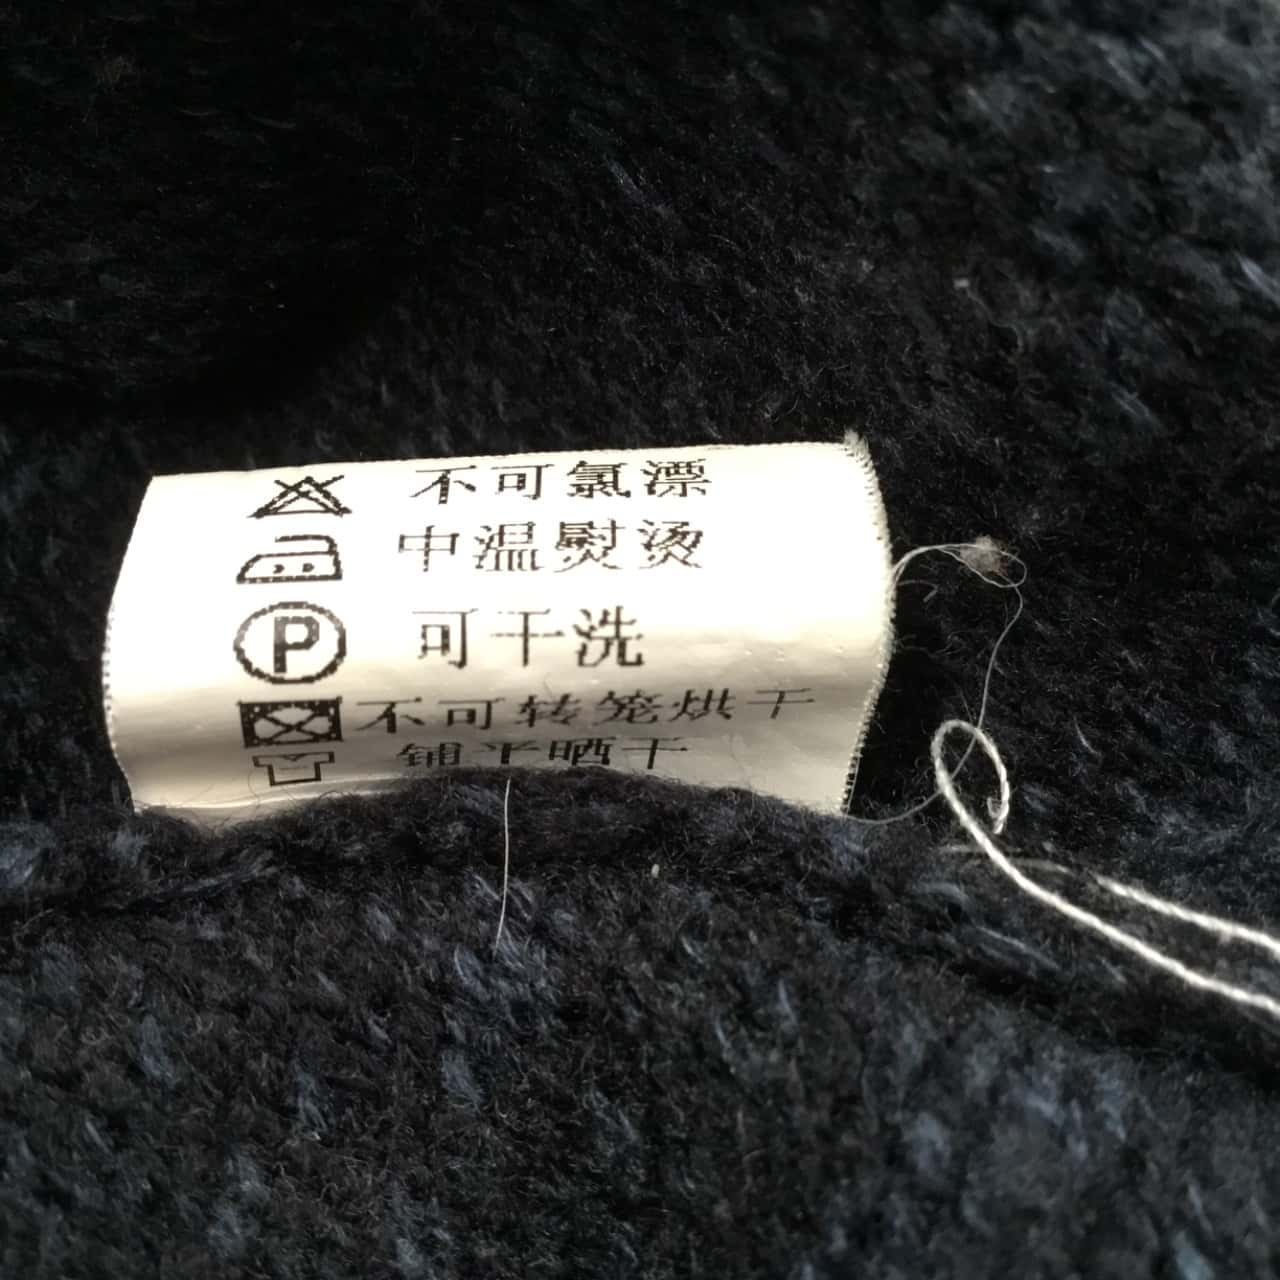 不可氯漂
中温熨烫
P 可干洗
不可转笼烘干
铺平晒干